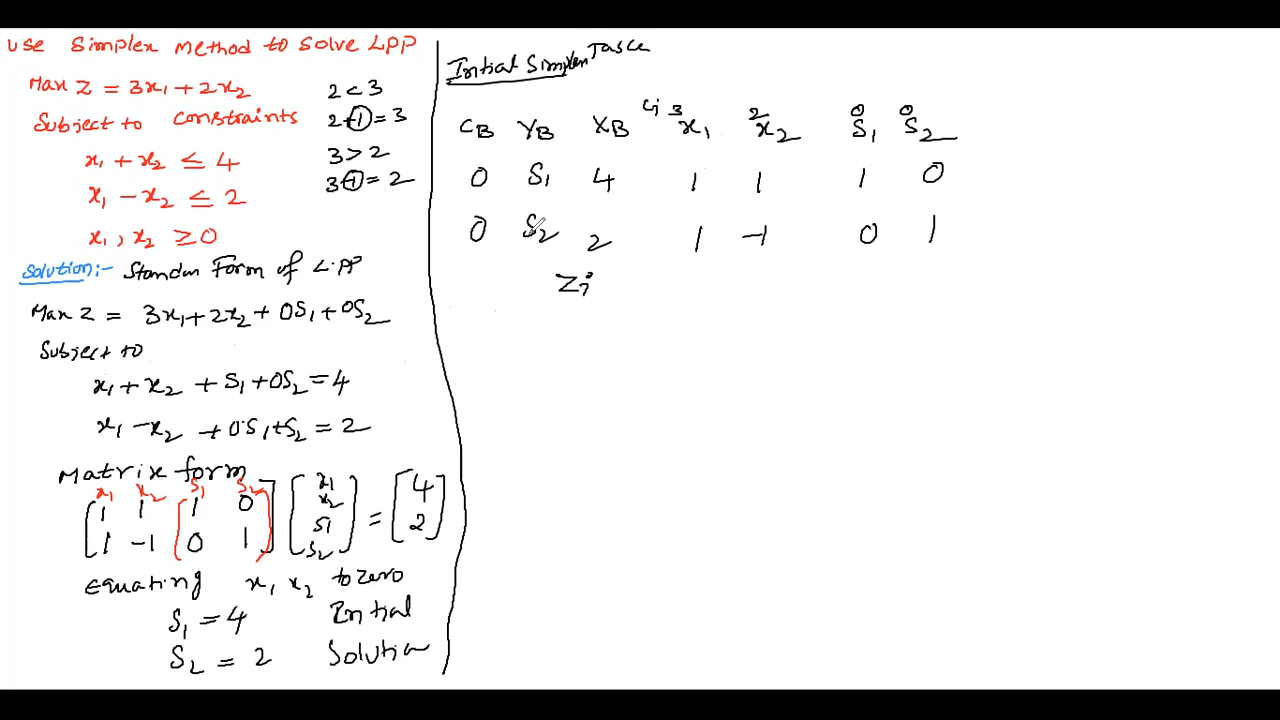 Use Simplex Method to Solve LPP
Max Z = 3x₁ + 2x₂
Subject to constraints
x₁ + x₂ ≤ 4
x₁ - x₂ ≤ 2
x₁, x₂ ≥ 0
2 < 3
2+1 = 3
3 > 2
3-1 = 2
Solution:- Standar Form of L.PP
Max Z = 3x₁ + 2x₂ + 0S₁ + 0S₂
Subject to
x₁ + x₂ + S₁ + 0S₂ = 4
x₁ - x₂ + 0.S₁ + S₂ = 2
Matrix form
x₁ x₂ S₁ S₂
[1 1 [1 0]] [x₁ x₂ S₁ S₂] = [4
1 -1 0 1 2]
Equating x₁ x₂ to zero
S₁ = 4 Initial
S₂ = 2 Solution
Initial Simplex Table
Cj 3 2 0 0
CB YB XB x₁ x₂ S₁ S₂
0 S₁ 4 1 1 1 0
0 S₂ 2 1 -1 0 1
Zj